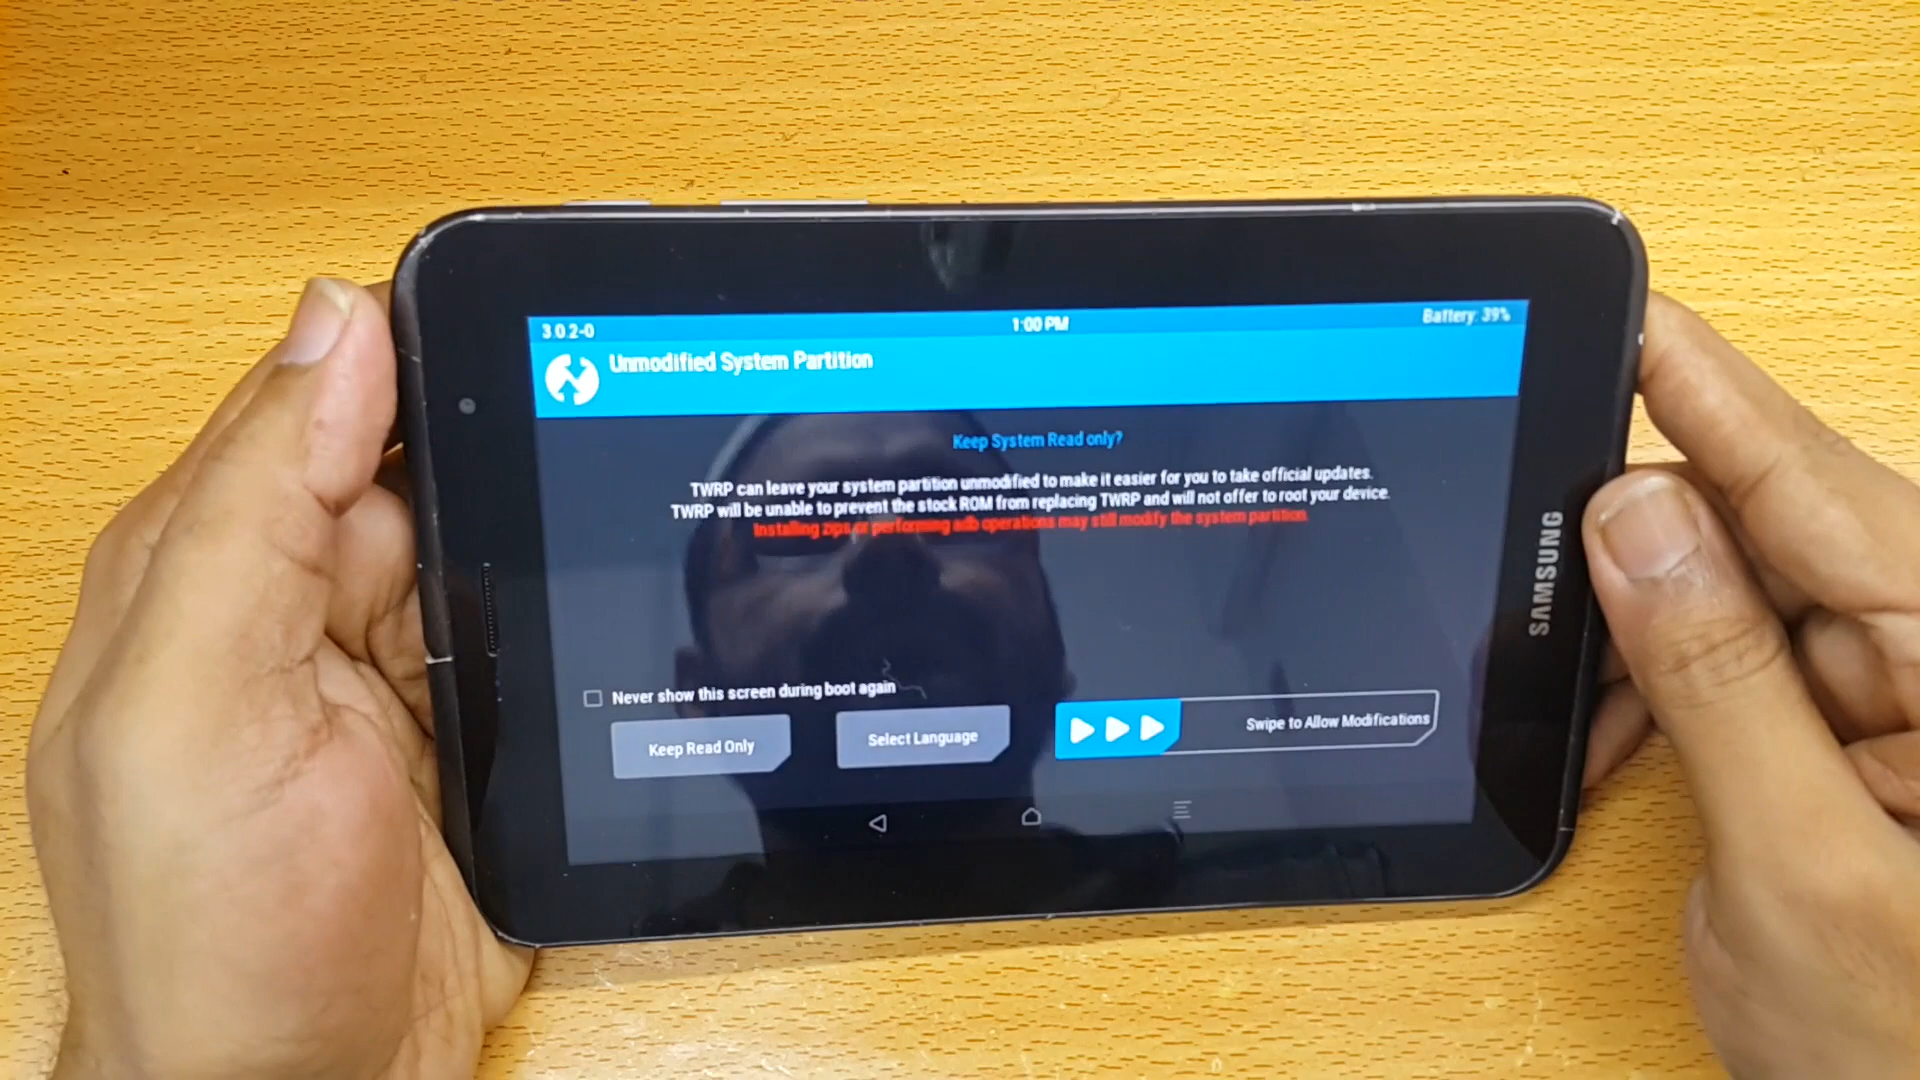 3.0.2-0
1:00 PM
Battery: 39%
Unmodified System Partition
Keep System Read only?
TWRP can leave your system partition unmodified to make it easier for you to take official updates.
TWRP will be unable to prevent the stock ROM from replacing TWRP and will not offer to root your device.
Installing zips or performing adb operations may still modify the system partition.
SAMSUNG
Never show this screen during boot again
Keep Read Only
Select Language
Swipe to Allow Modifications